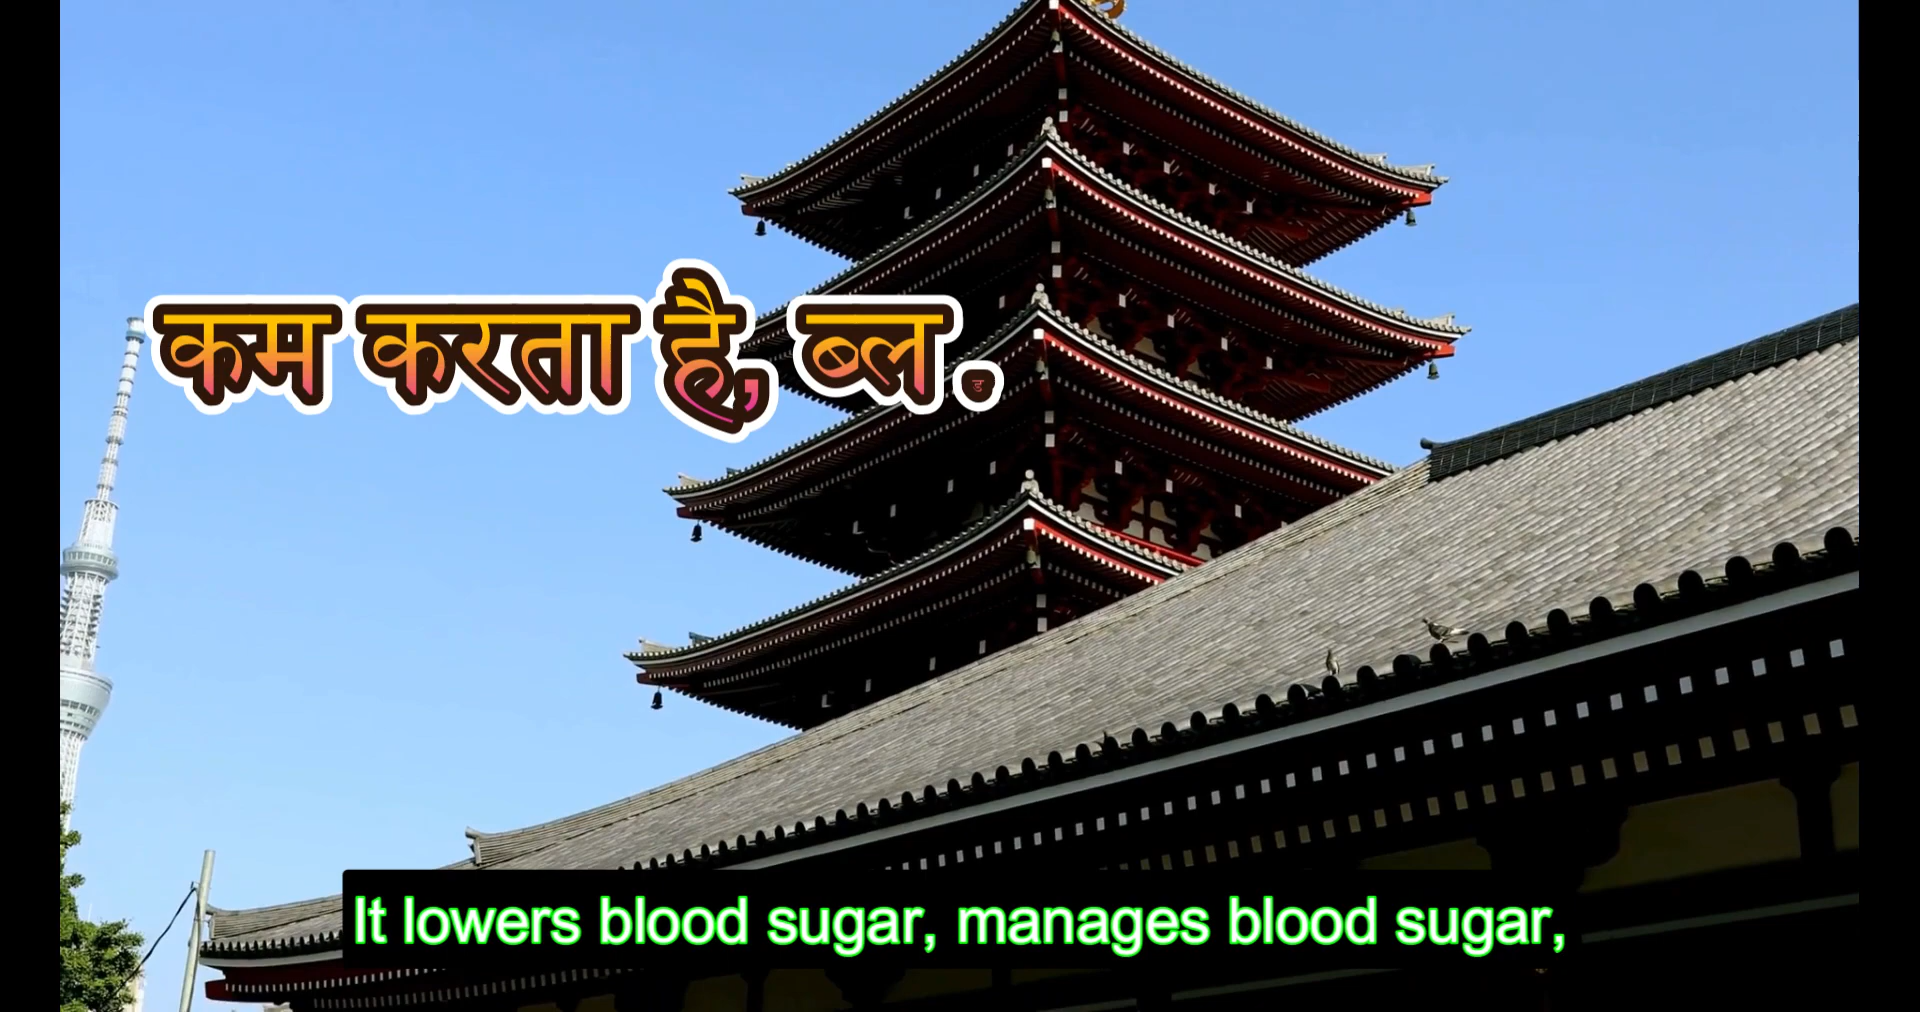 कम करता है, ब्ल .
It lowers blood sugar, manages blood sugar,